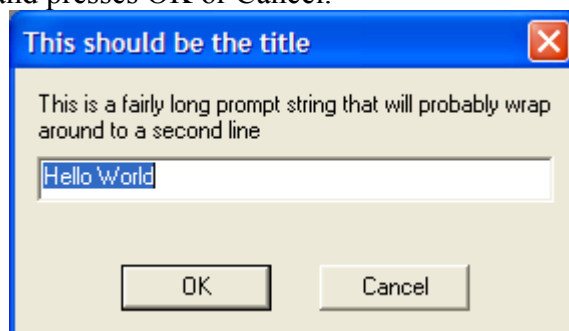 and presses OK or Cancel.
This should be the title
This is a fairly long prompt string that will probably wrap
around to a second line
Hello World
OK Cancel